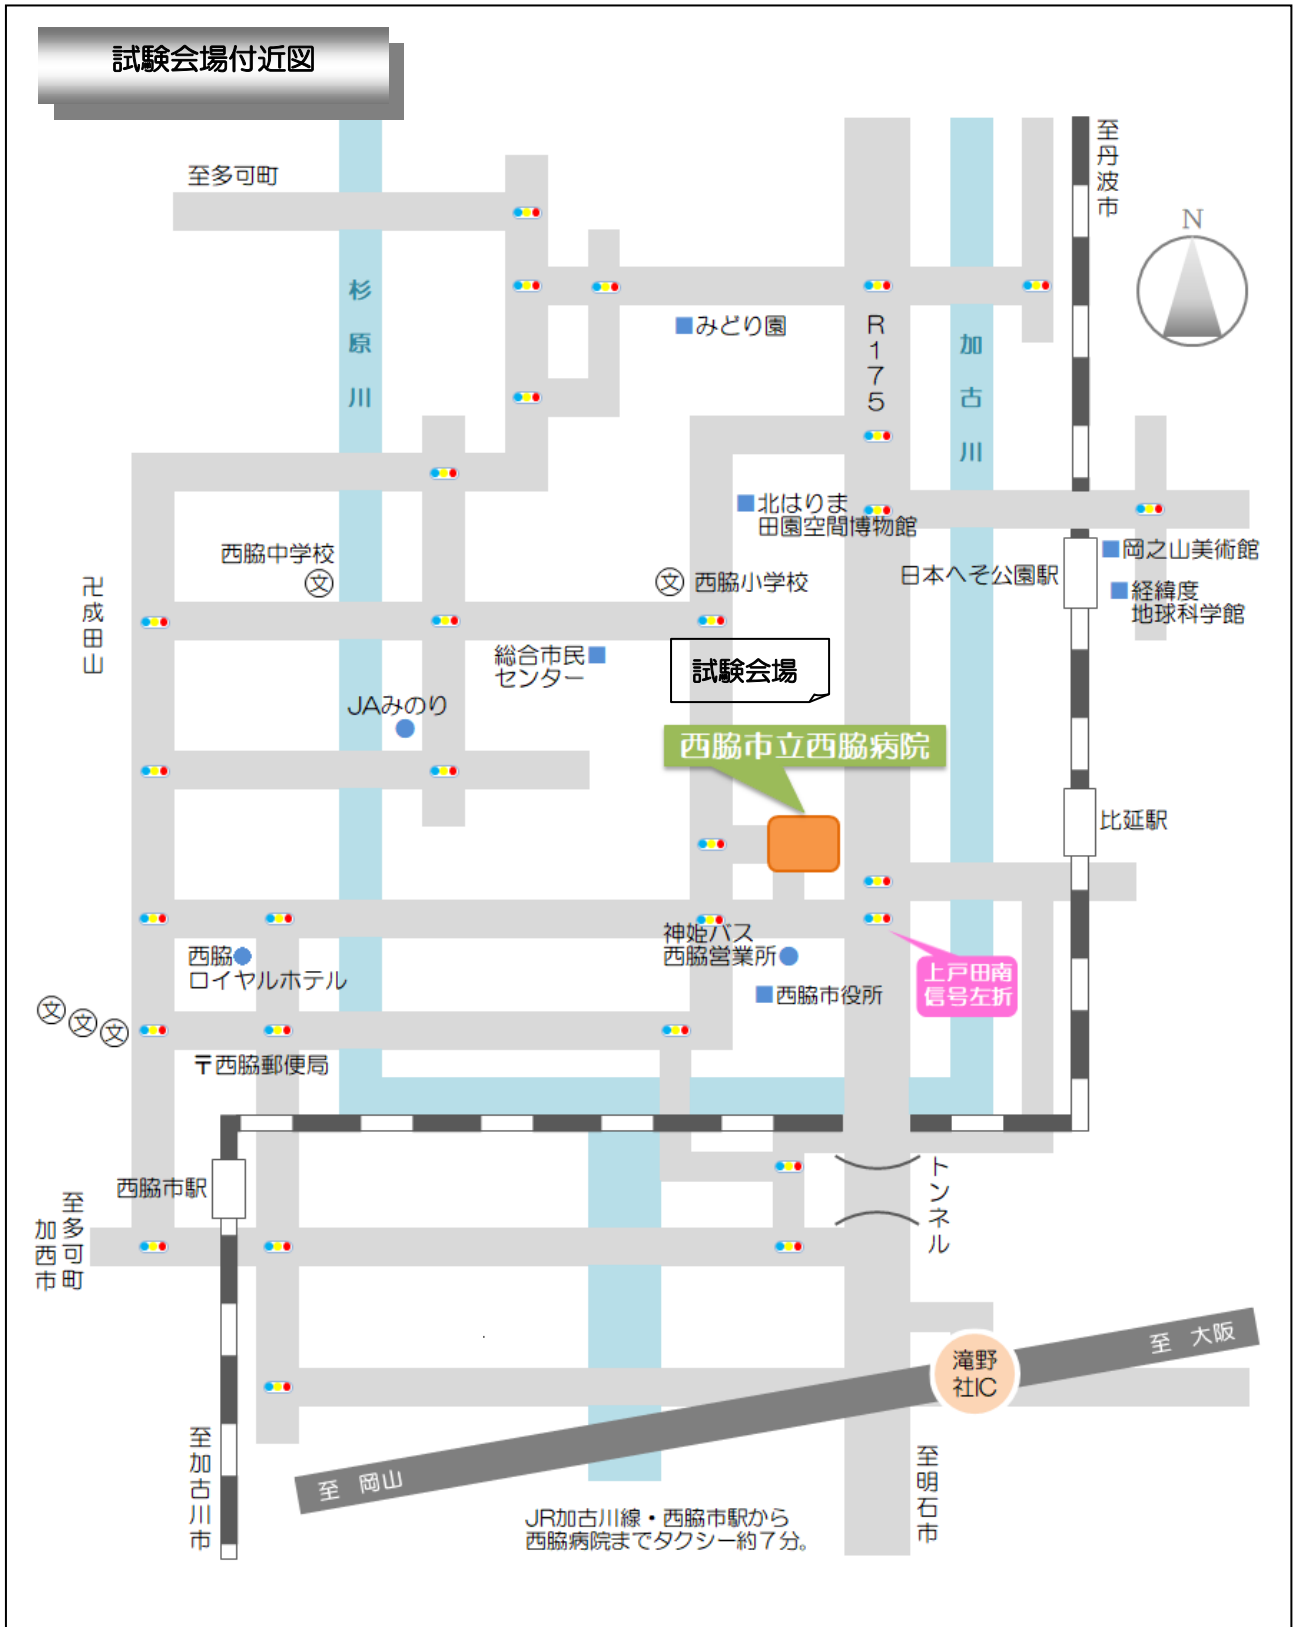 試験会場付近図
至多可町
至丹波市
N
杉原川
みどり園
R175
加古川
北はりま
田園空間博物館
西脇中学校
文
文
西脇小学校
日本へそ公園駅
岡之山美術館
経緯度
地球科学館
卍成田山
総合市民
センター
試験会場
JAみのり
西脇市立西脇病院
比延駅
神姫バス
西脇営業所
西脇
ロイヤルホテル
上戸田南
信号左折
西脇市役所
文
文
文
〒西脇郵便局
西脇市駅
トンネル
至多可町
加西市
至 大阪
滝野
社IC
至加古川市
至 岡山
至明石市
JR加古川線・西脇市駅から
西脇病院までタクシー約7分。